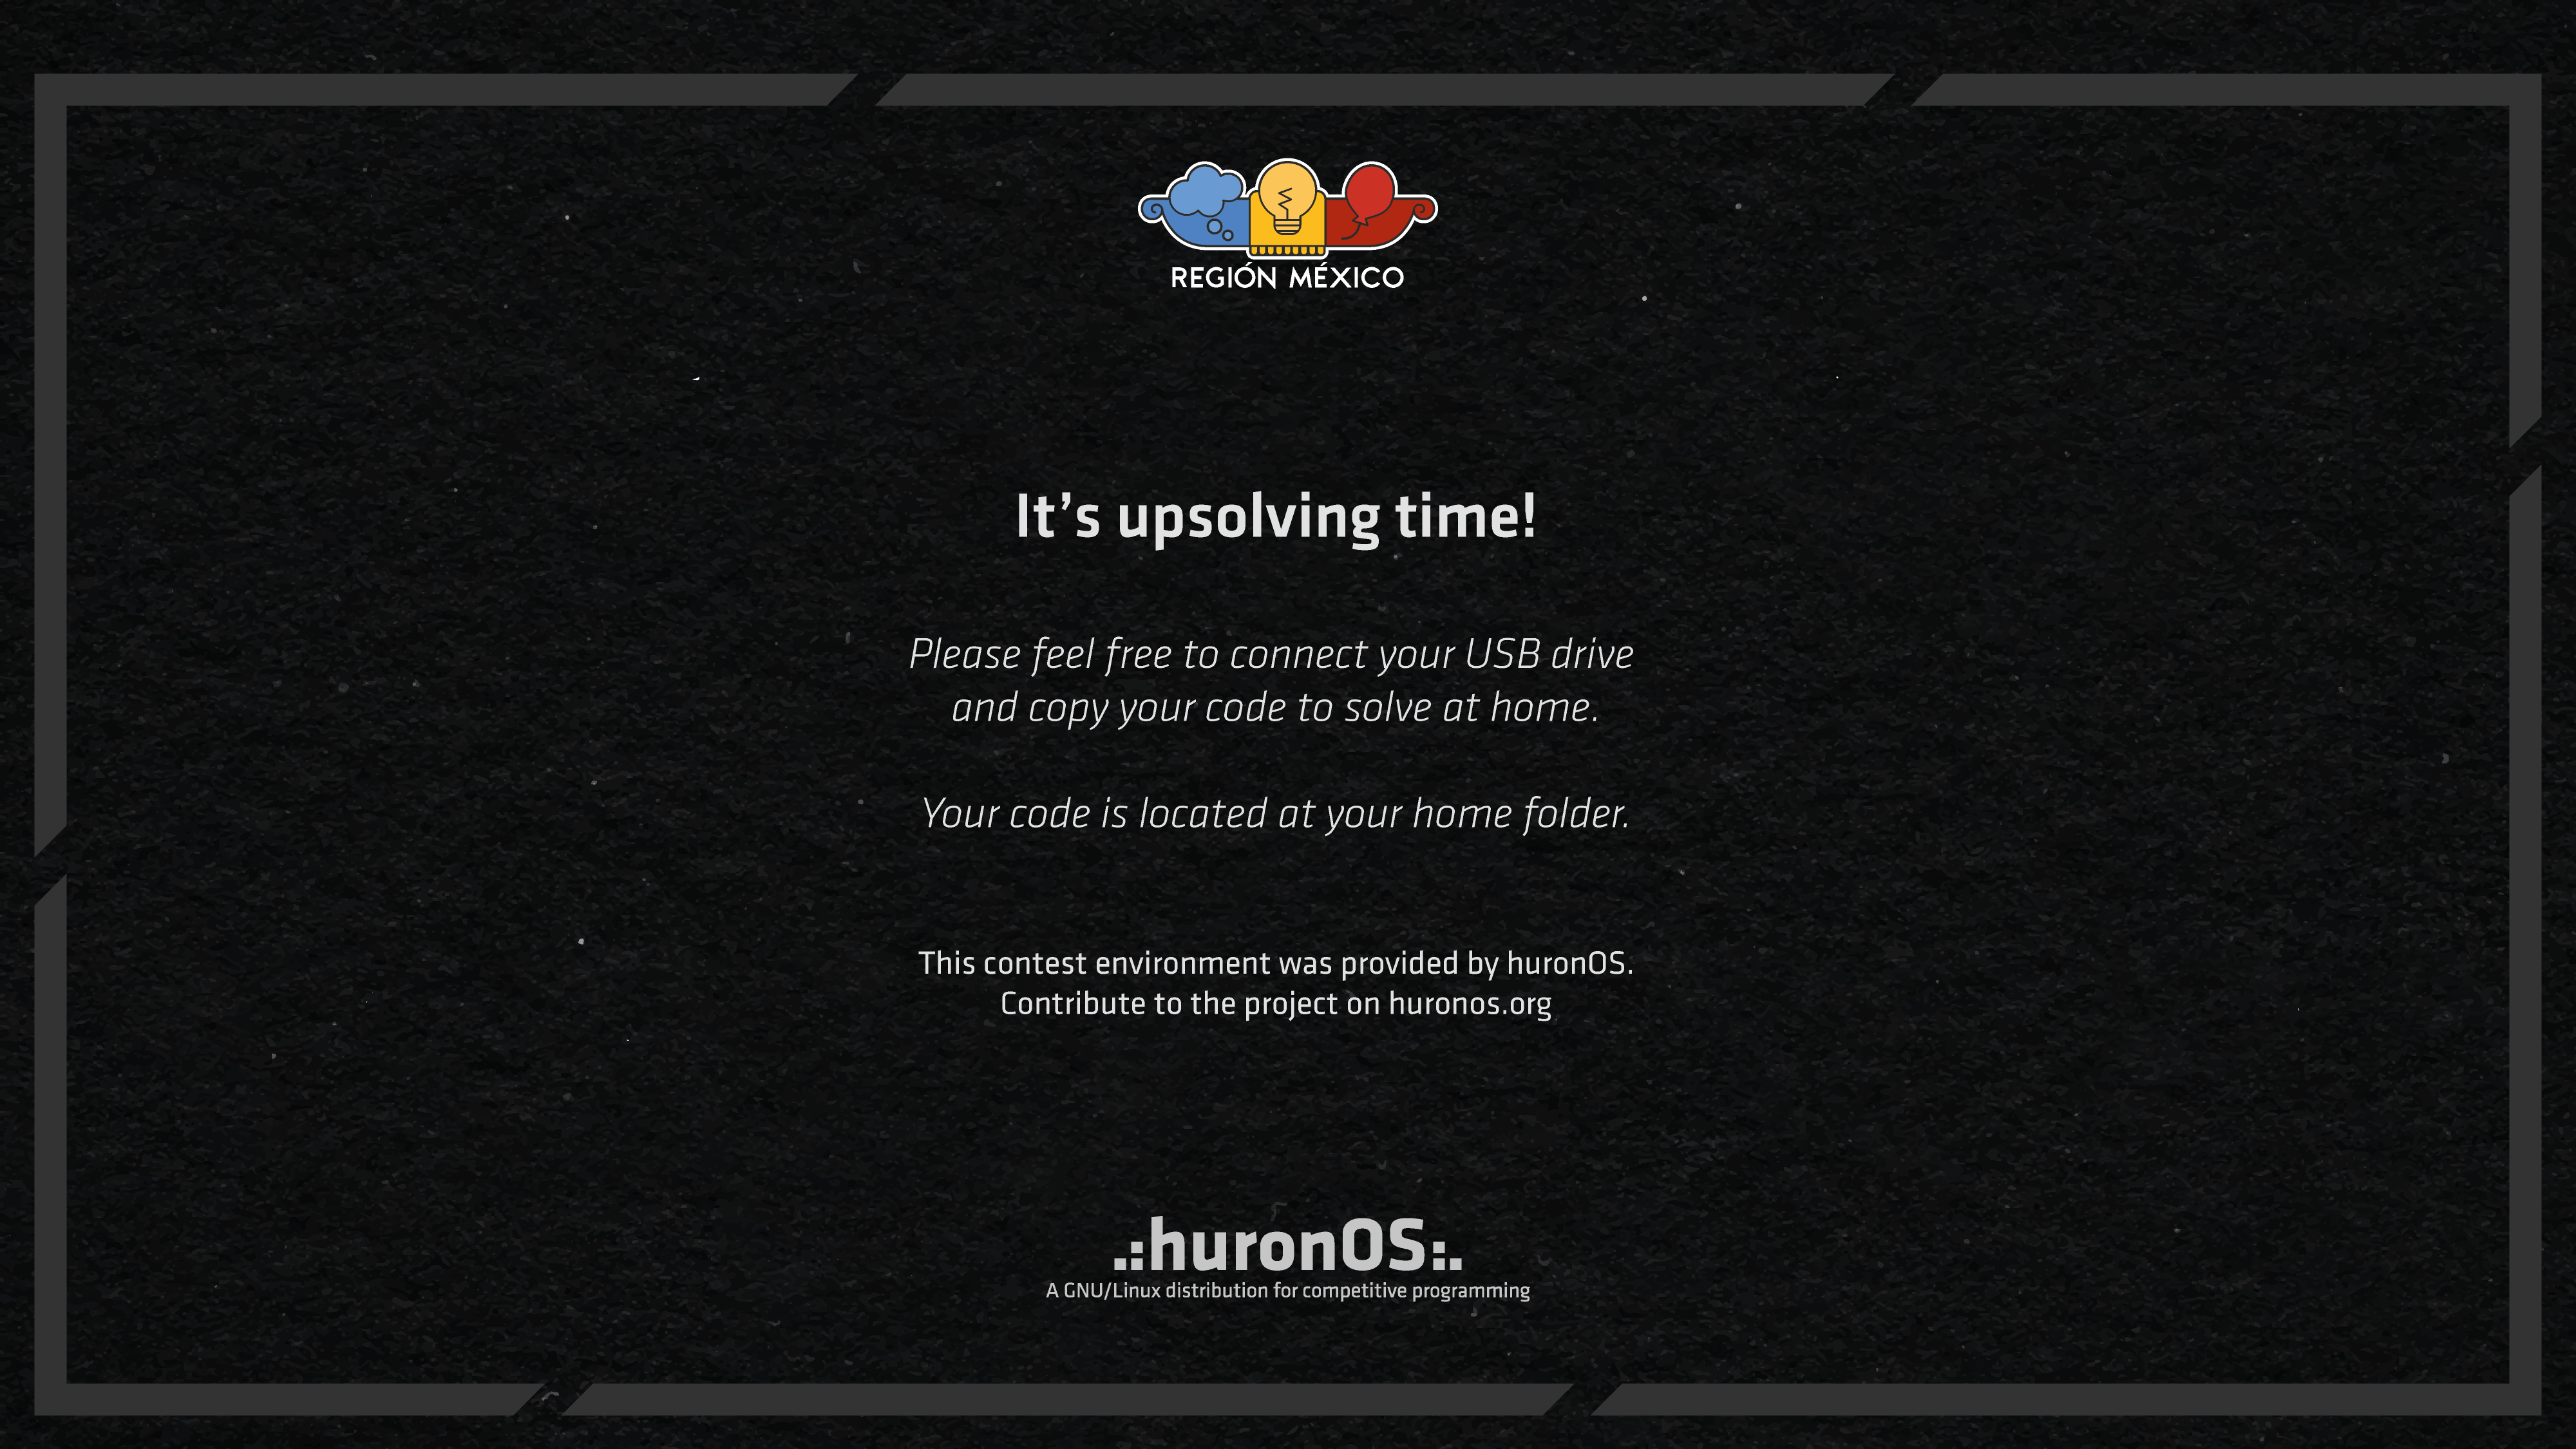 REGIÓN MÉXICO
It’s upsolving time!
Please feel free to connect your USB drive
and copy your code to solve at home.
Your code is located at your home folder.
This contest environment was provided by huronOS.
Contribute to the project on huronos.org
.:huronOS:.
A GNU/Linux distribution for competitive programming